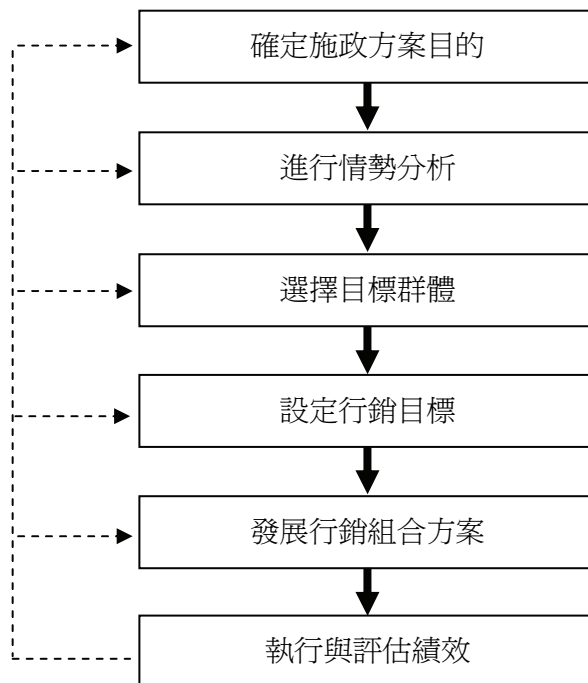 確定施政方案目的
進行情勢分析
選擇目標群體
設定行銷目標
發展行銷組合方案
執行與評估績效